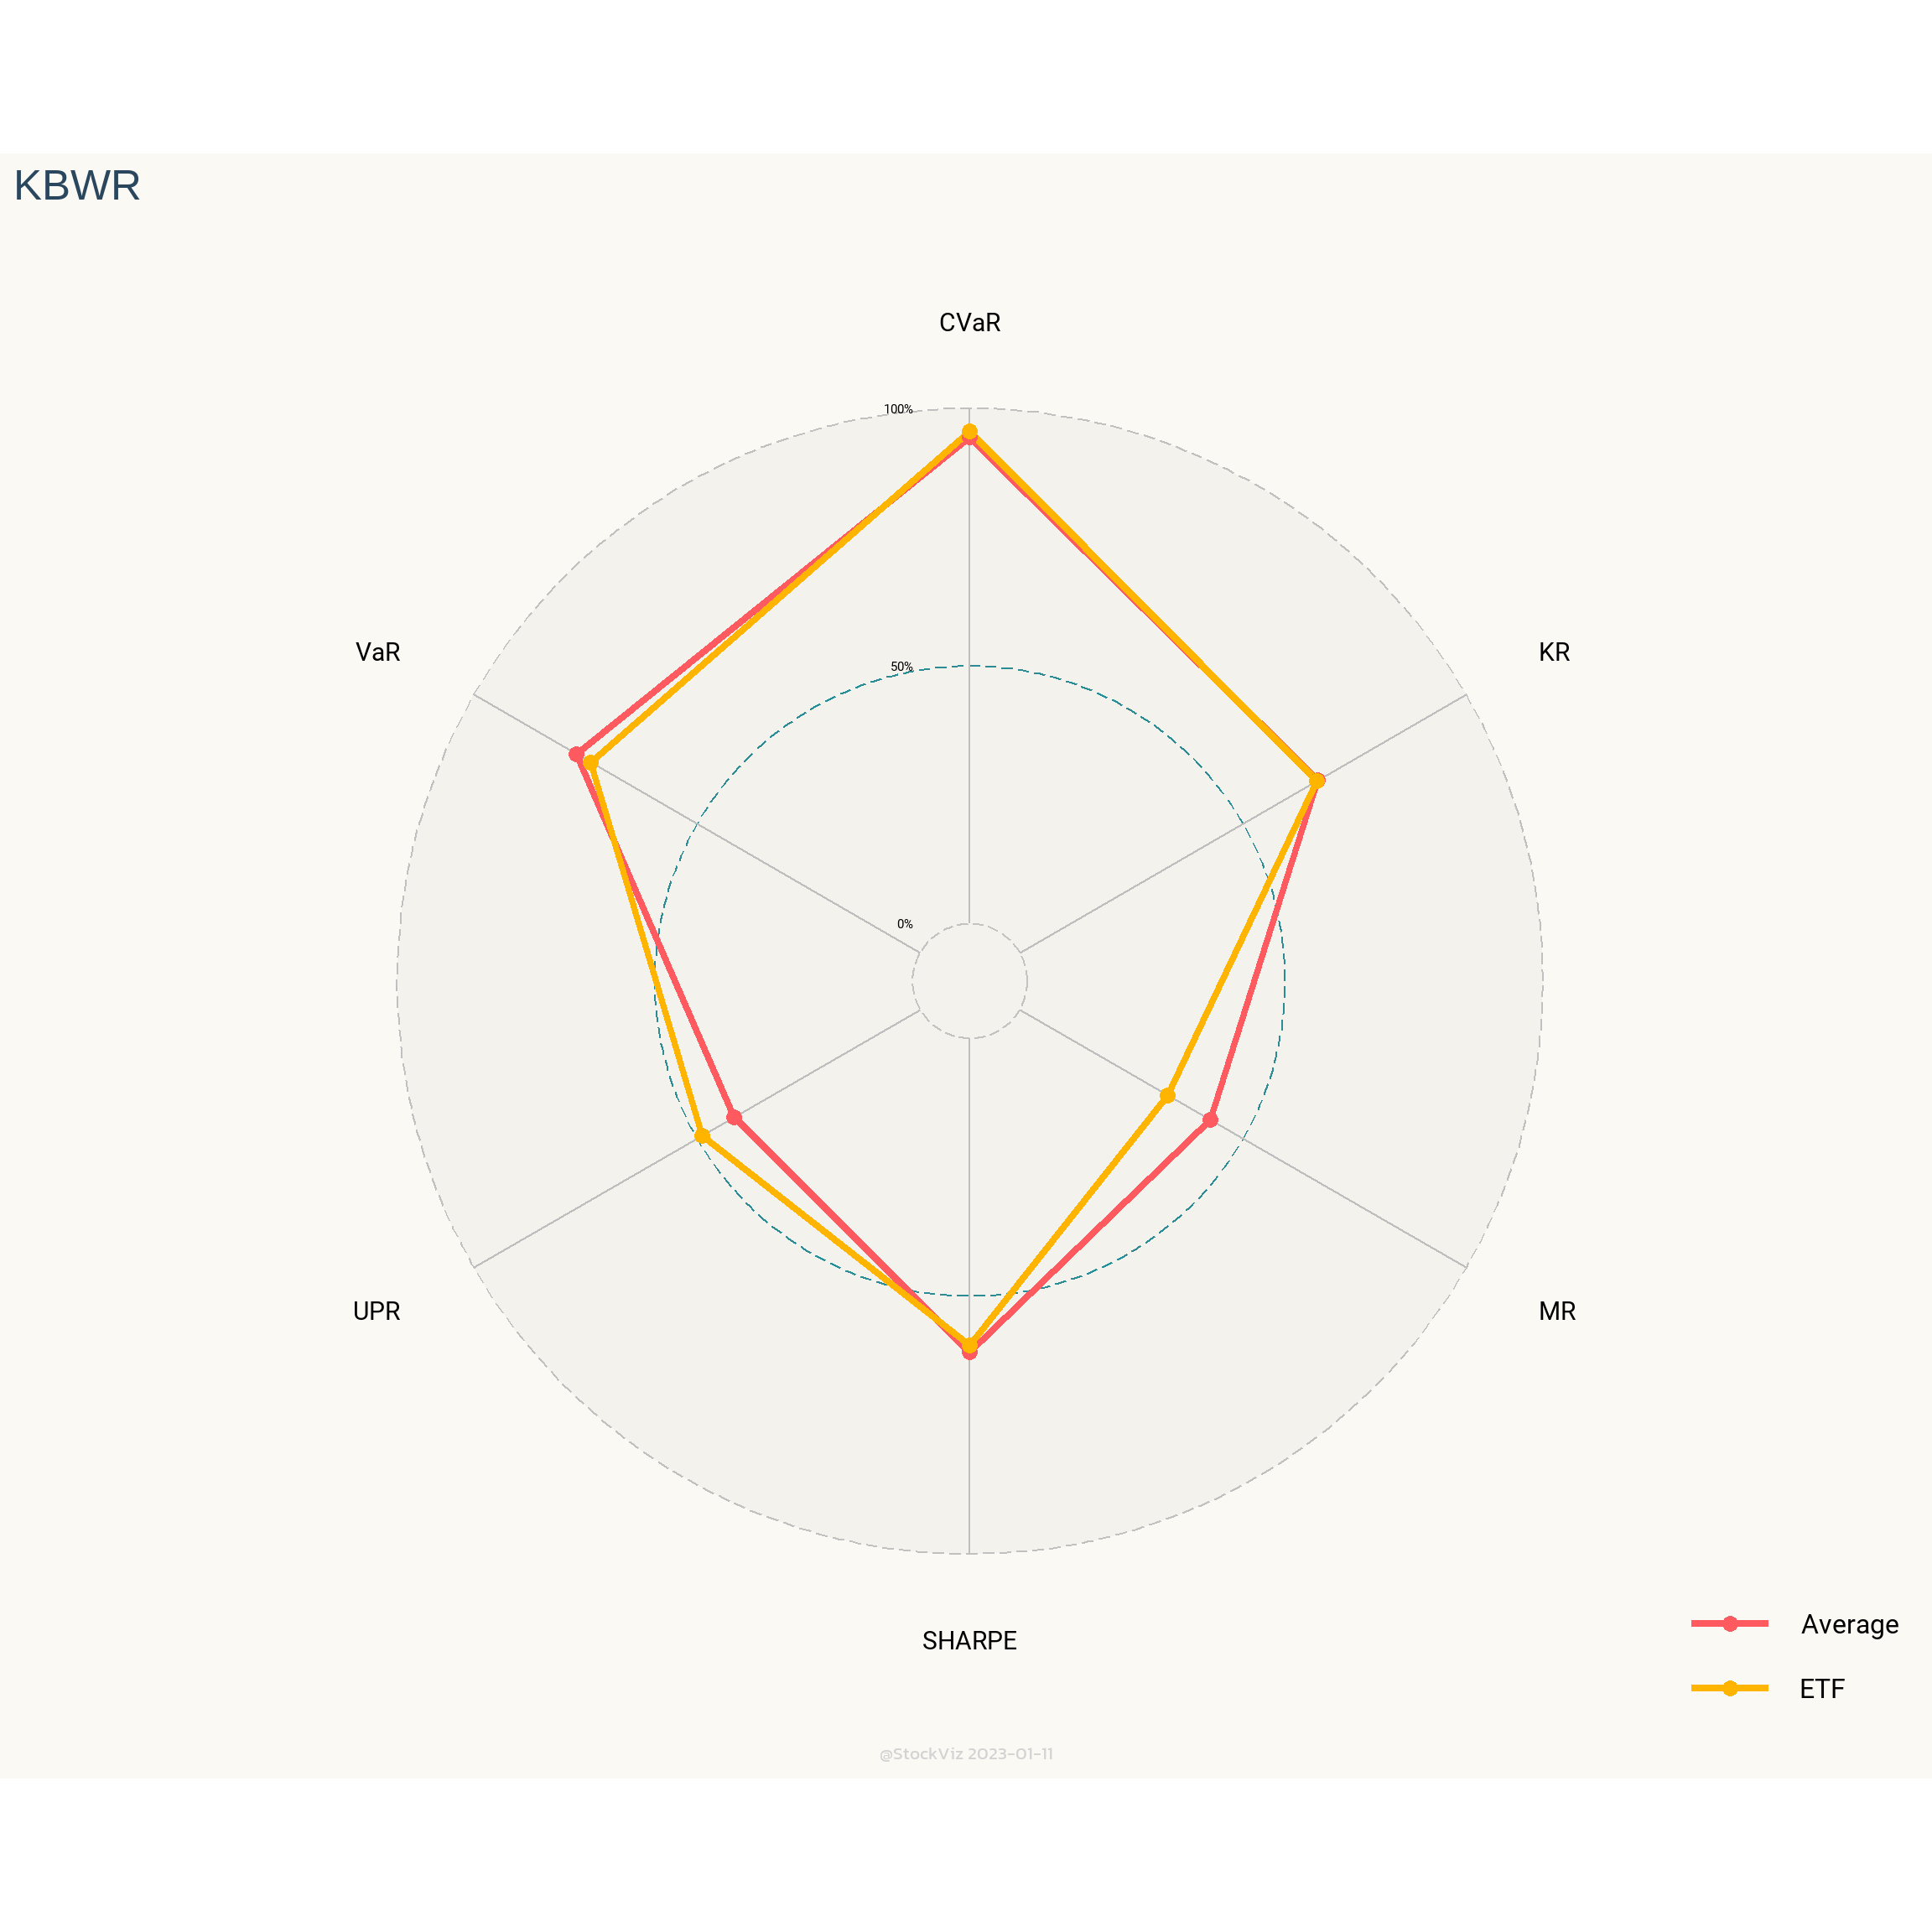 KBWR
CVaR
100%
VaR
KR
50%
0%
UPR
MR
SHARPE
Average
ETF
@StockViz 2023-01-11